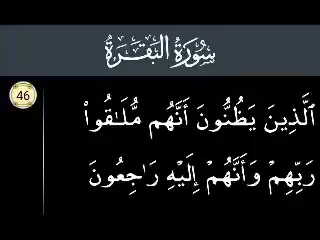 سُورَةُ البَقَرَةِ
46
ٱلَّذِينَ يَظُنُّونَ أَنَّهُم مُّلَـٰقُوا۟
رَبِّهِمْ وَأَنَّهُمْ إِلَيْهِ رَٰجِعُونَ